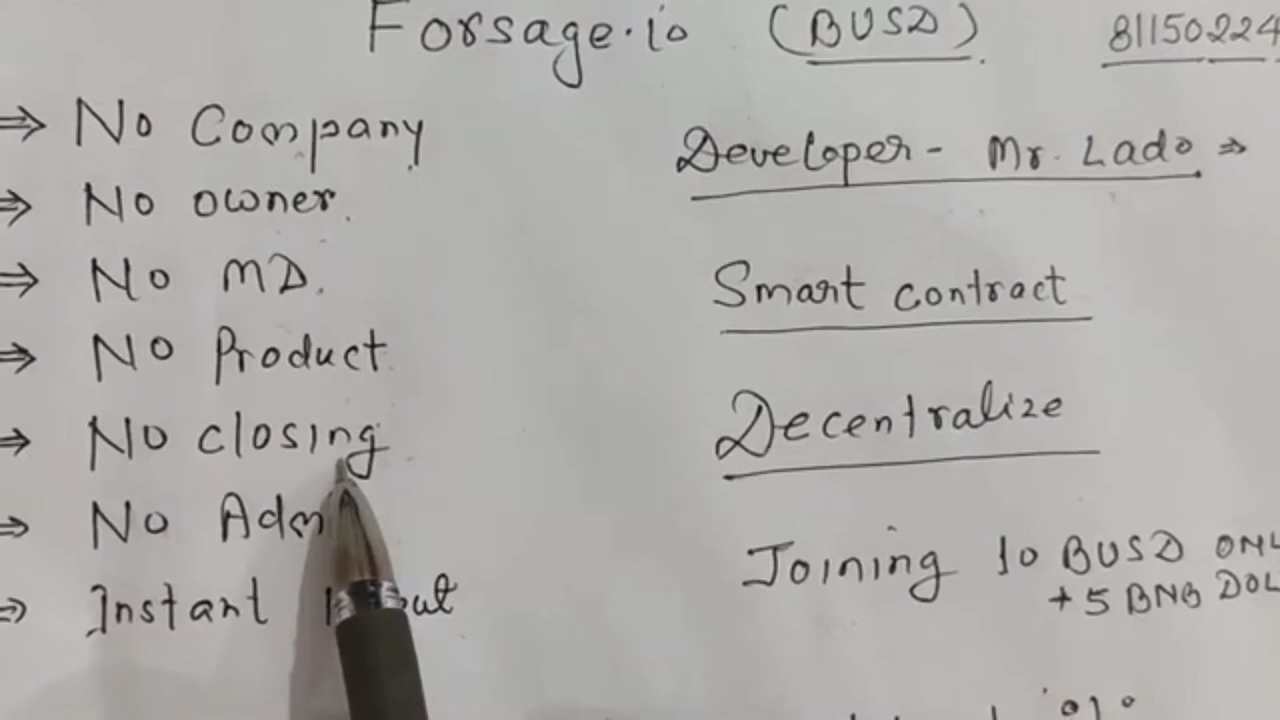 Forsage.io (BUSD) 81150224
⇒ No Company
⇒ No owner.
⇒ No MD.
⇒ No Product
⇒ No closing
⇒ No
⇒ Instant
Developer - Mr. Lado ⇒
Smart contract
Decentralize
Joining 10 BUSD
+ 5 BNB